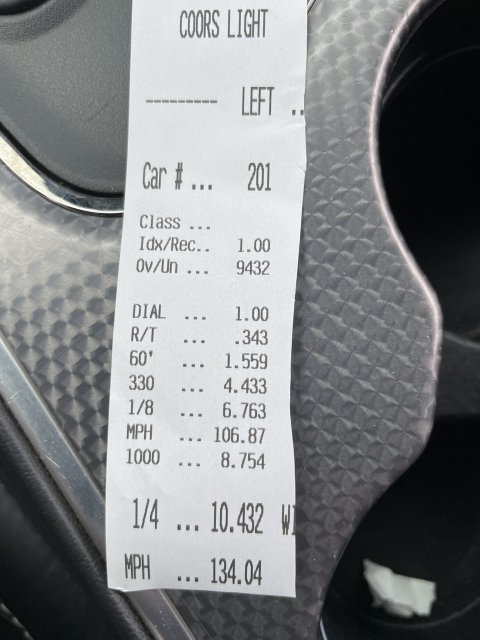 COORS LIGHT
--------- LEFT ..
Car # ... 201
Class ...
Idx/Rec.. 1.00
Ov/Un ... 9432
DIAL ... 1.00
R/T ... .343
60' ... 1.559
330 ... 4.433
1/8 ... 6.763
MPH ... 106.87
1000 ... 8.754
1/4 ... 10.432
MPH ... 134.04